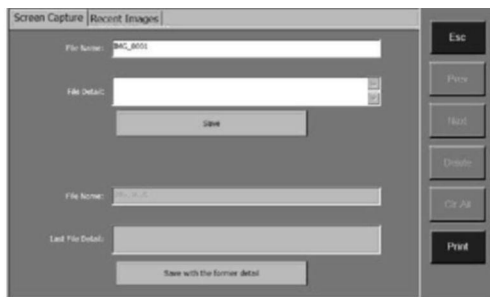 Screen Capture Recent Images
Esc
File Name: IMG_0001
Prev
File Detail:
Save
Next
Delete
File Name:
Clr All
Last File Detail:
Print
Save with the former detail